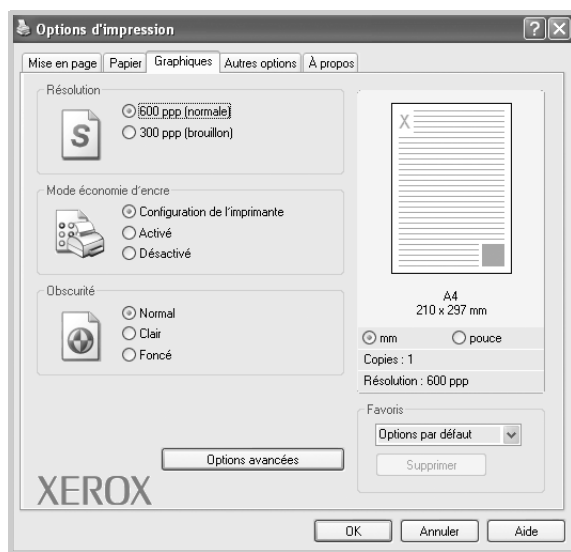 Options d'impression
Mise en page Papier Graphiques Autres options À propos
Résolution
600 ppp (normale)
300 ppp (brouillon)
S
Mode économie d'encre
Configuration de l'imprimante
Activé
Désactivé
Obscurité
Normal
Clair
Foncé
Options avancées
XEROX
X
A4
210 x 297 mm
mm pouce
Copies : 1
Résolution : 600 ppp
Favoris
Options par défaut
Supprimer
OK Annuler Aide